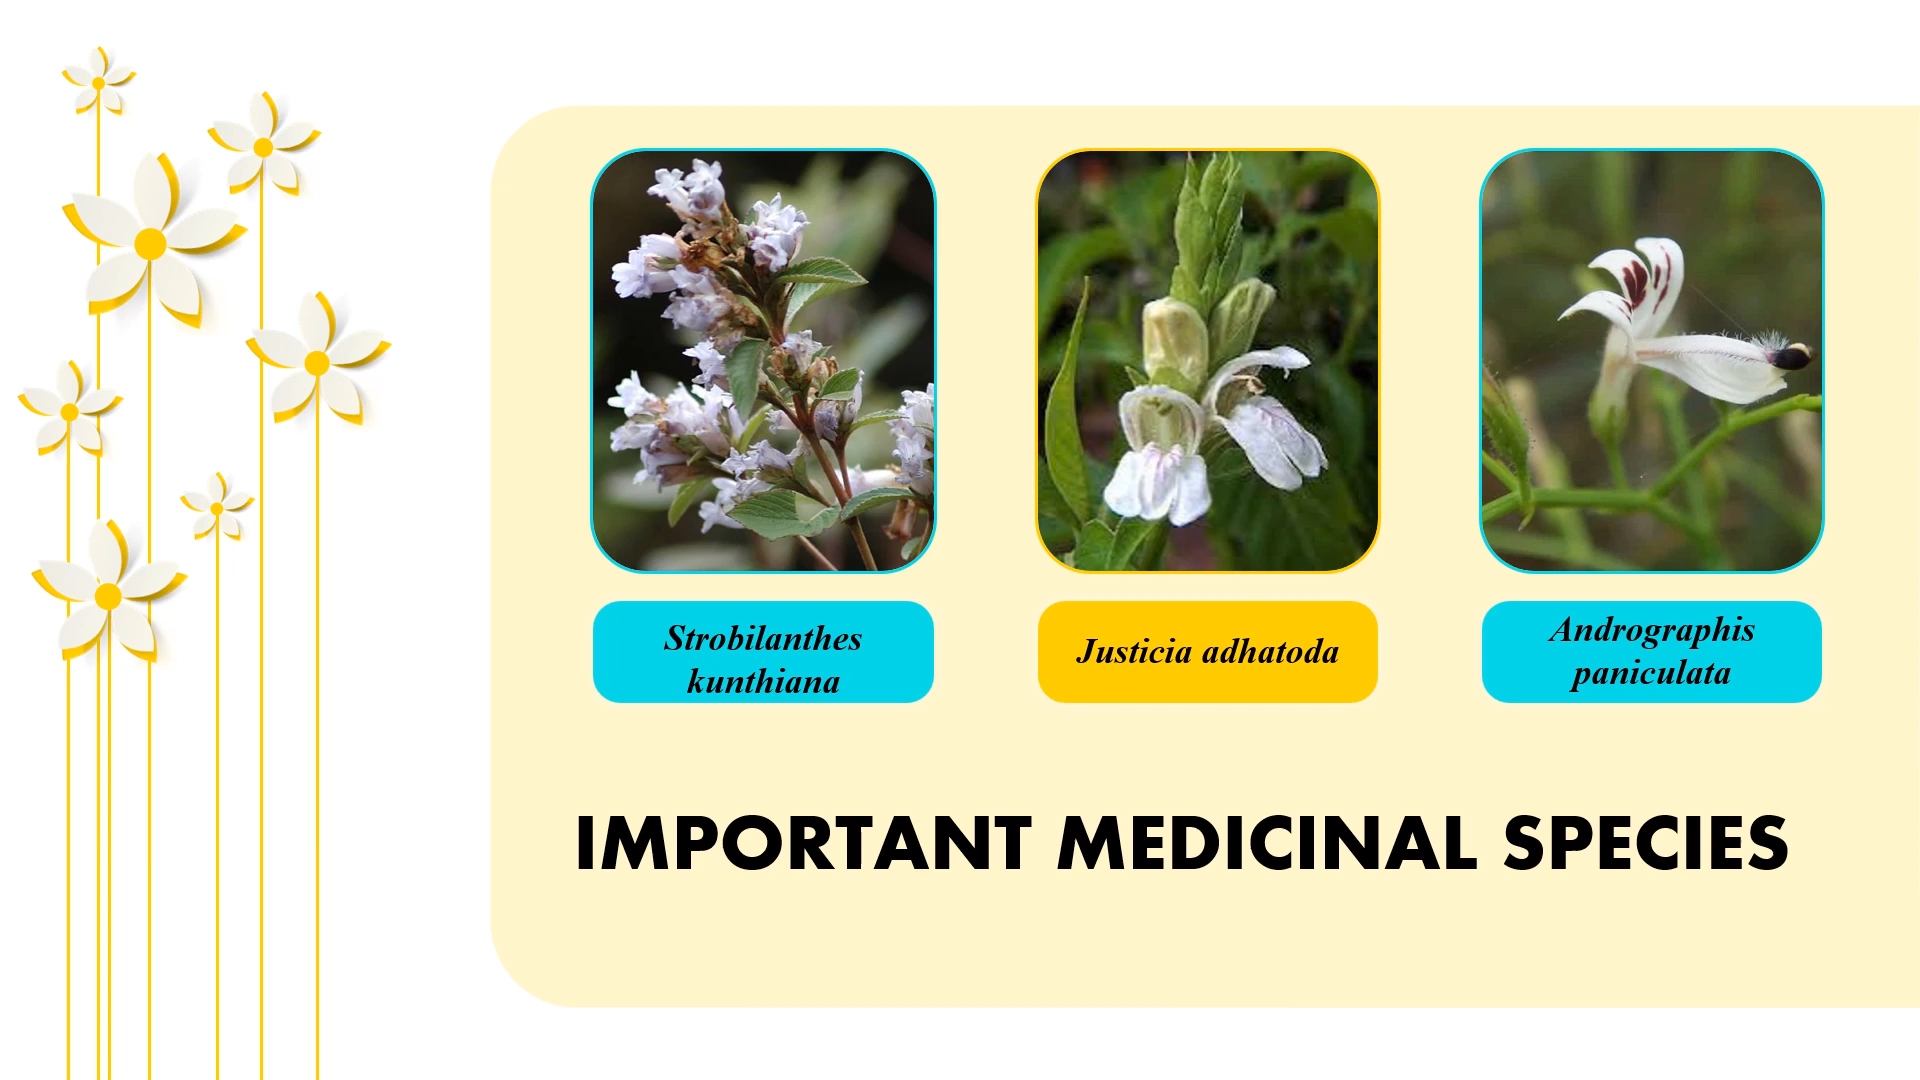 Strobilanthes
kunthiana
Justicia adhatoda
Andrographis
paniculata
IMPORTANT MEDICINAL SPECIES